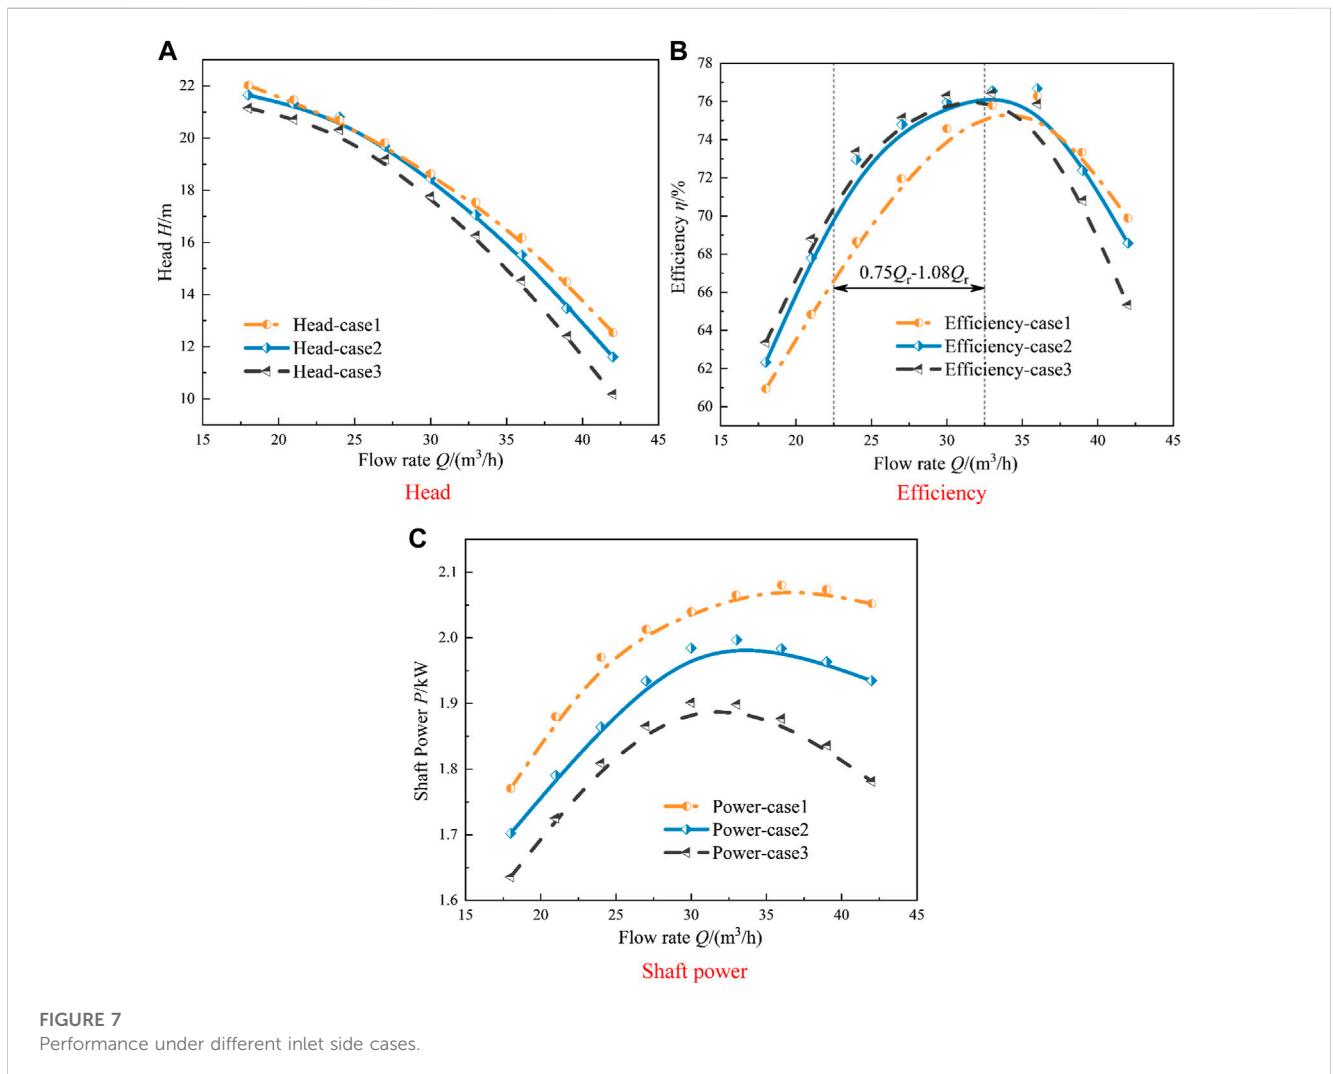 A
Head H/m
22
20
18
16
14
12
10
Head-case1
Head-case2
Head-case3
15 20 25 30 35 40 45
Flow rate Q/(m³/h)
Head
B
Efficiency η/%
78
76
74
72
70
68
66
64
62
60
0.75Qr-1.08Qr
Efficiency-case1
Efficiency-case2
Efficiency-case3
15 20 25 30 35 40 45
Flow rate Q/(m³/h)
Efficiency
C
Shaft Power P/kW
2.1
2.0
1.9
1.8
1.7
1.6
Power-case1
Power-case2
Power-case3
15 20 25 30 35 40 45
Flow rate Q/(m³/h)
Shaft power
FIGURE 7
Performance under different inlet side cases.